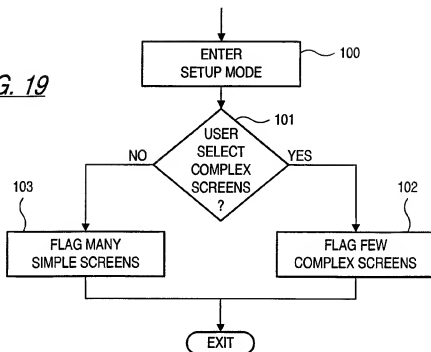 G. 19
ENTER
SETUP MODE
100
101
USER
SELECT
COMPLEX
SCREENS
?
NO
YES
103
102
FLAG MANY
SIMPLE SCREENS
FLAG FEW
COMPLEX SCREENS
EXIT